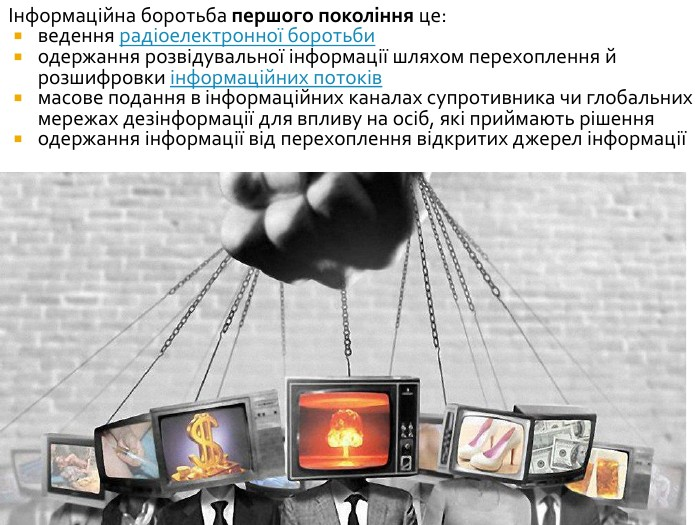 Інформаційна боротьба першого покоління це:
ведення радіоелектронної боротьби
одержання розвідувальної інформації шляхом перехоплення й
розшифровки інформаційних потоків
масове подання в інформаційних каналах супротивника чи глобальних
мережах дезінформації для впливу на осіб, які приймають рішення
одержання інформації від перехоплення відкритих джерел інформації